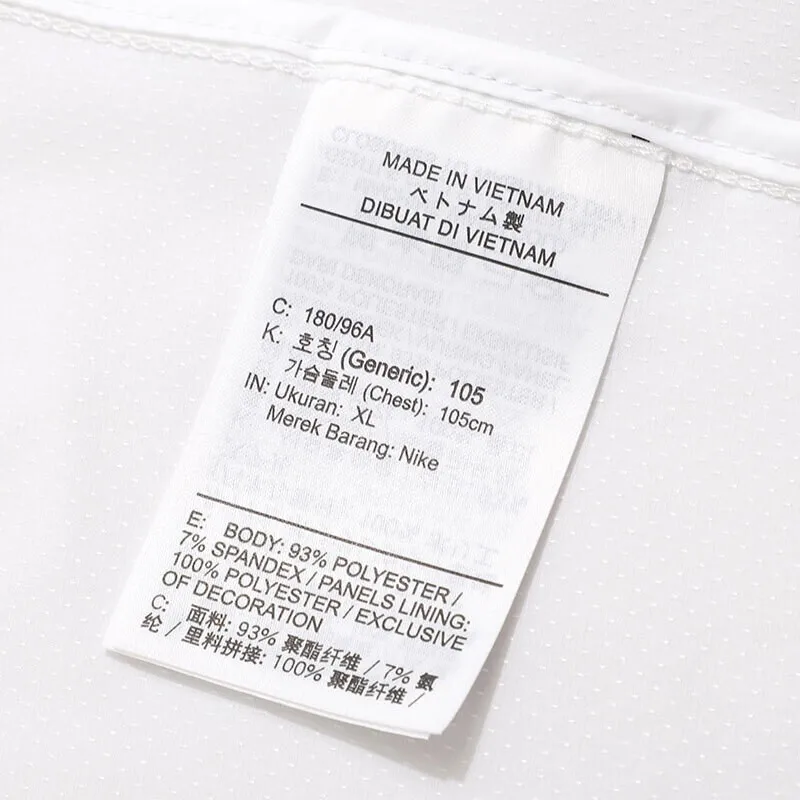 MADE IN VIETNAM
ベトナム製
DIBUAT DI VIETNAM
C: 180/96A
K: 호칭 (Generic): 105
가슴둘레 (Chest): 105cm
IN: Ukuran: XL
Merek Barang: Nike
E: BODY: 93% POLYESTER /
7% SPANDEX / PANELS LINING:
100% POLYESTER / EXCLUSIVE
OF DECORATION
C: 面料: 93% 聚酯纤维 / 7% 氨
纶 / 里料拼接: 100% 聚酯纤维 /